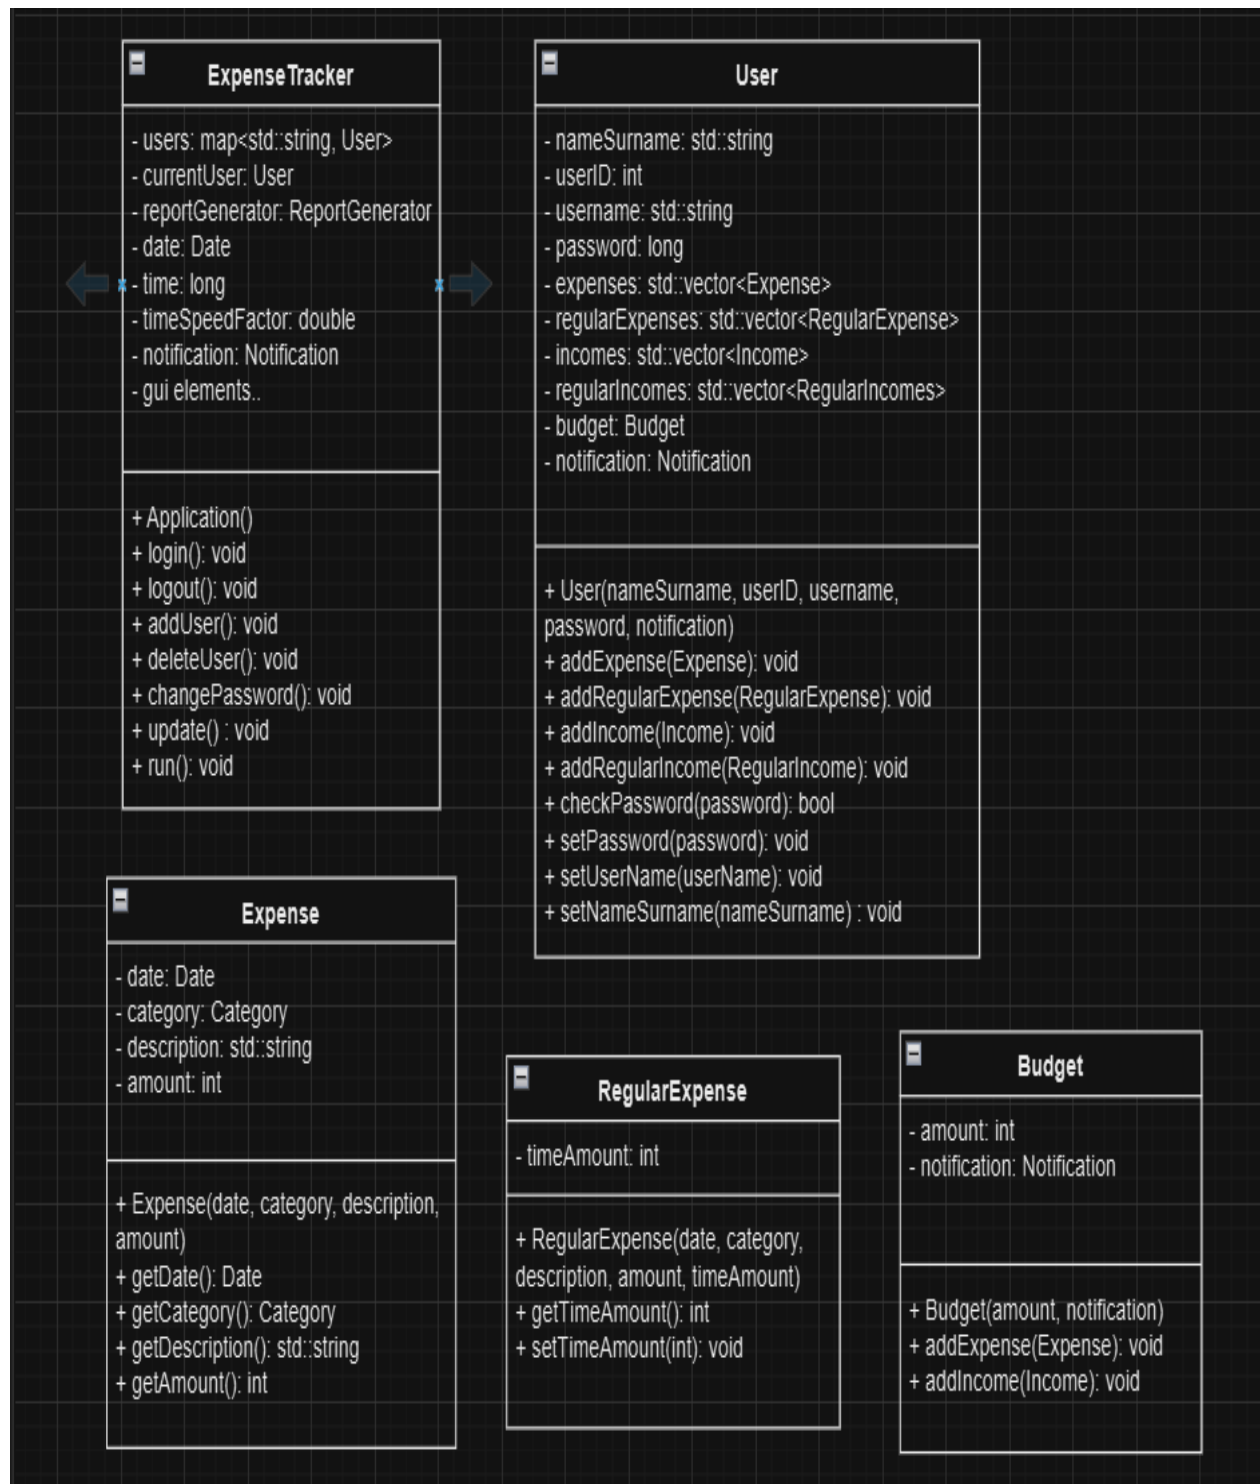 ExpenseTracker
- users: map<std::string, User>
- currentUser: User
- reportGenerator: ReportGenerator
- date: Date
- time: long
- timeSpeedFactor: double
- notification: Notification
- gui elements..
+ Application()
+ login(): void
+ logout(): void
+ addUser(): void
+ deleteUser(): void
+ changePassword(): void
+ update() : void
+ run(): void
User
- nameSurname: std::string
- userID: int
- username: std::string
- password: long
- expenses: std::vector<Expense>
- regularExpenses: std::vector<RegularExpense>
- incomes: std::vector<Income>
- regularIncomes: std::vector<RegularIncomes>
- budget: Budget
- notification: Notification
+ User(nameSurname, userID, username,
password, notification)
+ addExpense(Expense): void
+ addRegularExpense(RegularExpense): void
+ addIncome(Income): void
+ addRegularIncome(RegularIncome): void
+ checkPassword(password): bool
+ setPassword(password): void
+ setUserName(userName): void
+ setNameSurname(nameSurname) : void
Expense
- date: Date
- category: Category
- description: std::string
- amount: int
+ Expense(date, category, description,
amount)
+ getDate(): Date
+ getCategory(): Category
+ getDescription(): std::string
+ getAmount(): int
RegularExpense
- timeAmount: int
+ RegularExpense(date, category,
description, amount, timeAmount)
+ getTimeAmount(): int
+ setTimeAmount(int): void
Budget
- amount: int
- notification: Notification
+ Budget(amount, notification)
+ addExpense(Expense): void
+ addIncome(Income): void